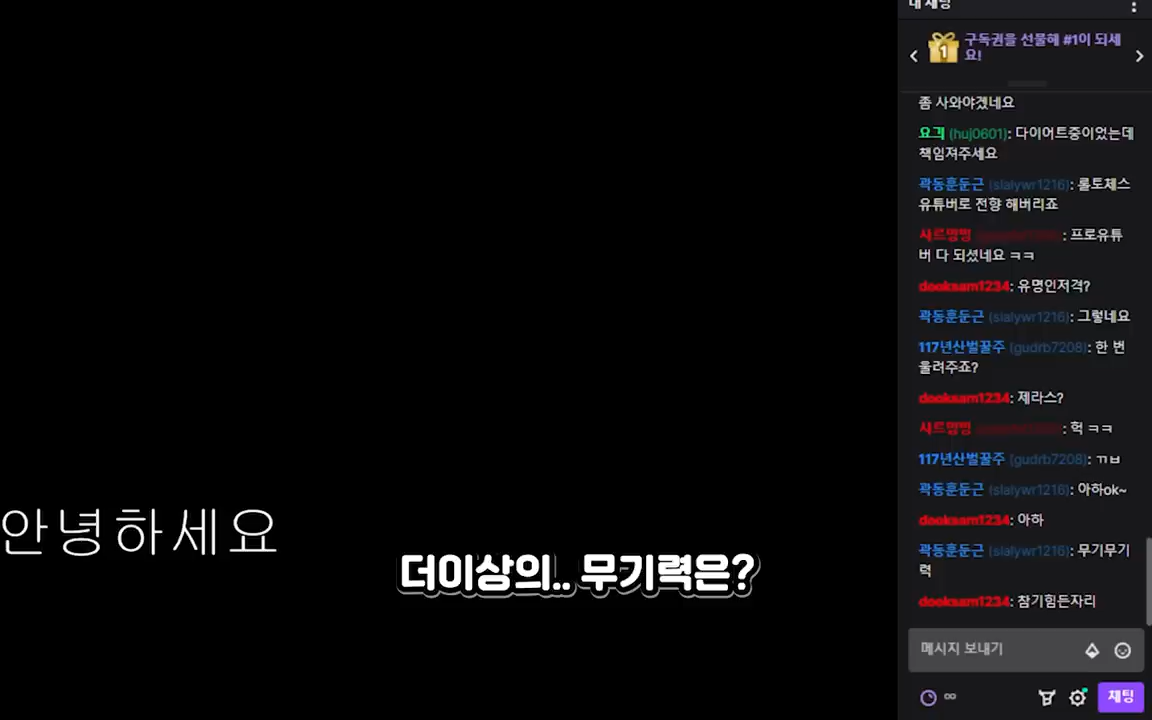 안녕하세요
더이상의.. 무기력은?
내 채팅
1
구독권을 선물해 #1이 되세
요!
좀 사와야겠네요
요긔 (huj0601): 다이어트중이었는데
책임져주세요
곽동훈둔근 (slalywr1216): 롤토체스
유튜버로 전향 해버리죠
: 프로유튜
버 다 되셨네요 ㅋㅋ
dooksam1234: 유명인저격?
곽동훈둔근 (slalywr1216): 그렇네요
117년산벌꿀주 (gudrb7208): 한 번
울려주죠?
dooksam1234: 제라스?
: 헉 ㅋㅋ
117년산벌꿀주 (gudrb7208): ㄲㅂ
곽동훈둔근 (slalywr1216): 아하ok~
dooksam1234: 아하
곽동훈둔근 (slalywr1216): 무기무기
력
dooksam1234: 참기힘든자리
메시지 보내기
∞
채팅